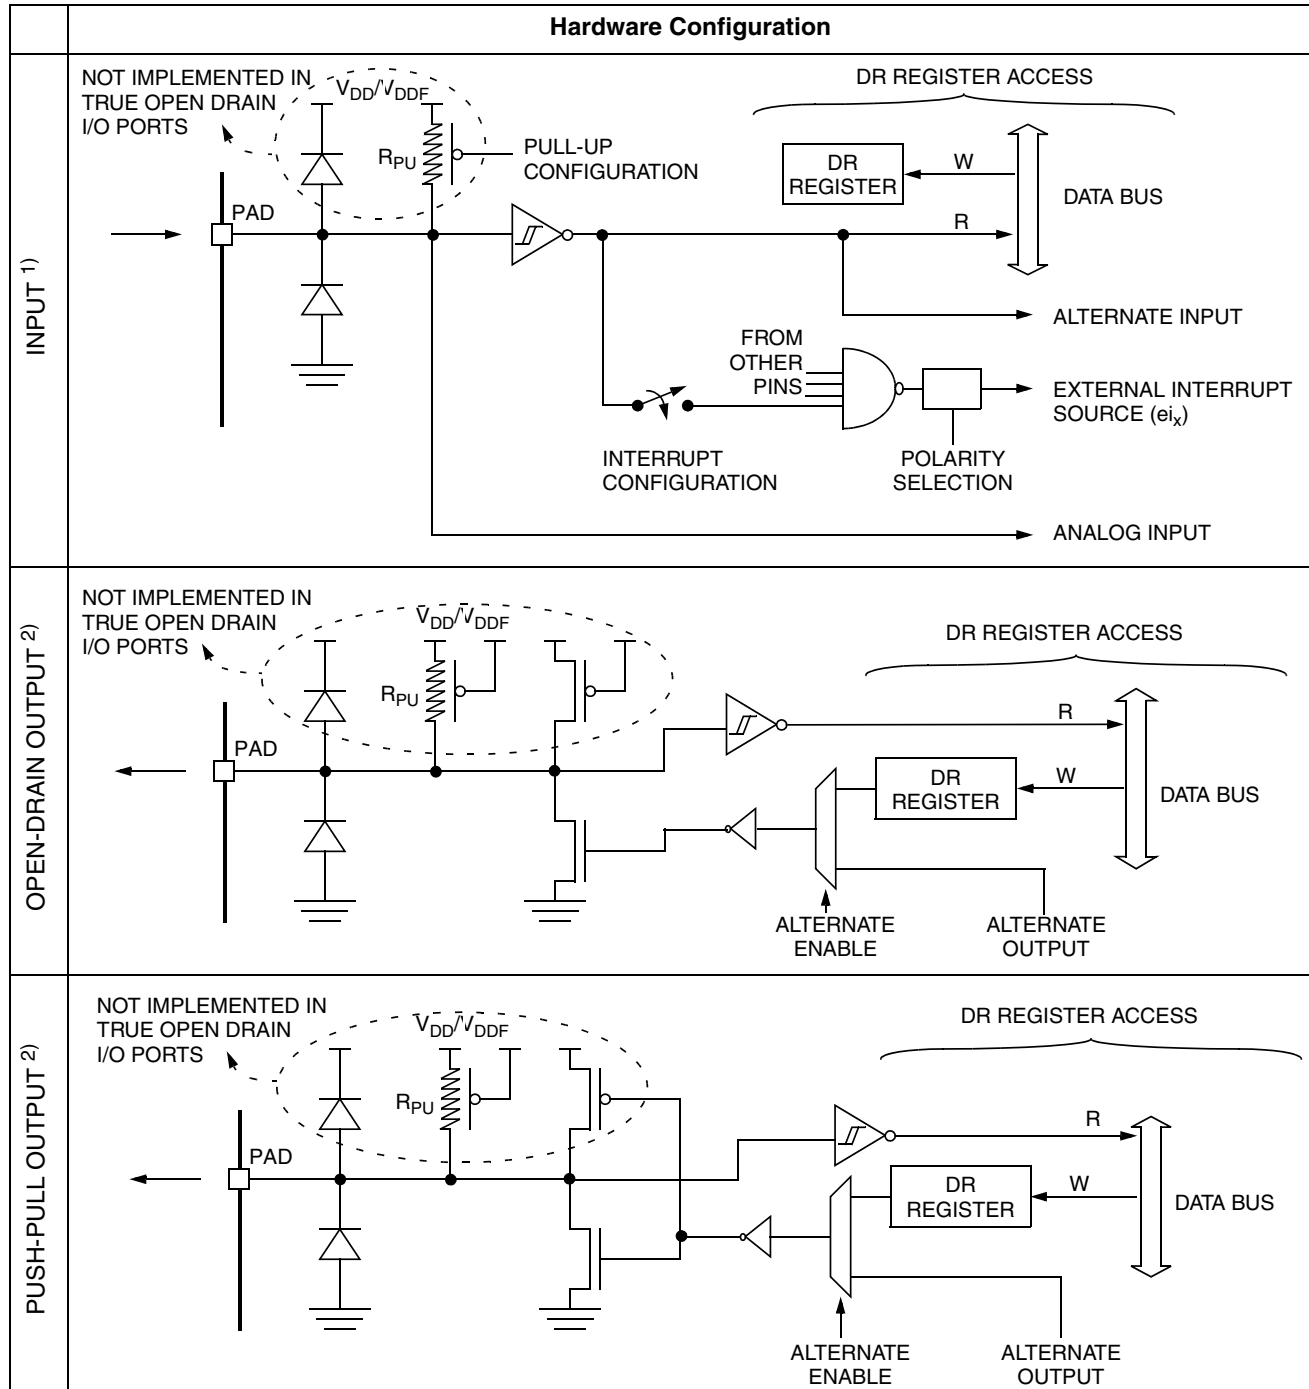 Hardware Configuration
INPUT 1)
NOT IMPLEMENTED IN
TRUE OPEN DRAIN
I/O PORTS
VDD/VDDF
RPU
PULL-UP
CONFIGURATION
PAD
DR REGISTER ACCESS
DR
REGISTER
W
R
DATA BUS
ALTERNATE INPUT
FROM
OTHER
PINS
EXTERNAL INTERRUPT
SOURCE (eix)
INTERRUPT
CONFIGURATION
POLARITY
SELECTION
ANALOG INPUT
OPEN-DRAIN OUTPUT 2)
NOT IMPLEMENTED IN
TRUE OPEN DRAIN
I/O PORTS
VDD/VDDF
RPU
PAD
DR REGISTER ACCESS
R
DR
REGISTER
W
DATA BUS
ALTERNATE
ENABLE
ALTERNATE
OUTPUT
PUSH-PULL OUTPUT 2)
NOT IMPLEMENTED IN
TRUE OPEN DRAIN
I/O PORTS
VDD/VDDF
RPU
PAD
DR REGISTER ACCESS
R
DR
REGISTER
W
DATA BUS
ALTERNATE
ENABLE
ALTERNATE
OUTPUT